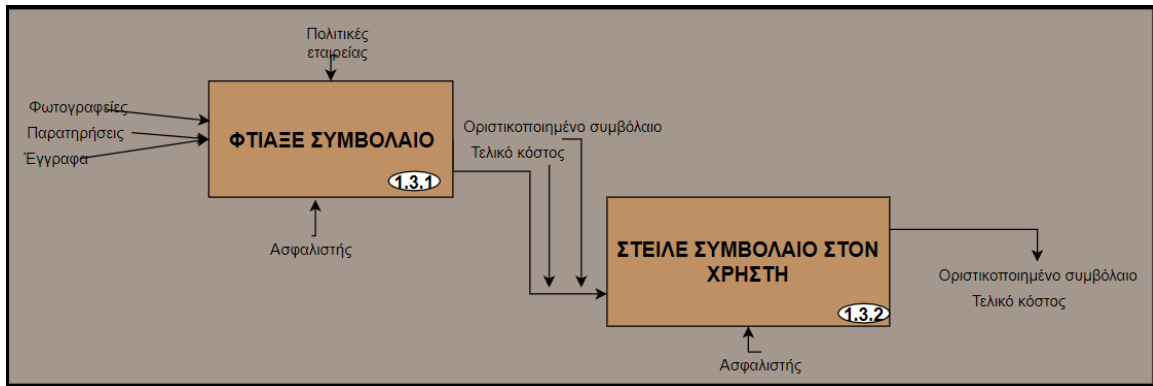 Πολιτικές
εταιρείας
Φωτογραφείες
Παρατηρήσεις
Έγγραφα
ΦΤΙΑΞΕ ΣΥΜΒΟΛΑΙΟ
1.3.1
Ασφαλιστής
Οριστικοποιημένο συμβόλαιο
Τελικό κόστος
ΣΤΕΙΛΕ ΣΥΜΒΟΛΑΙΟ ΣΤΟΝ
ΧΡΗΣΤΗ
1.3.2
Ασφαλιστής
Οριστικοποιημένο συμβόλαιο
Τελικό κόστος